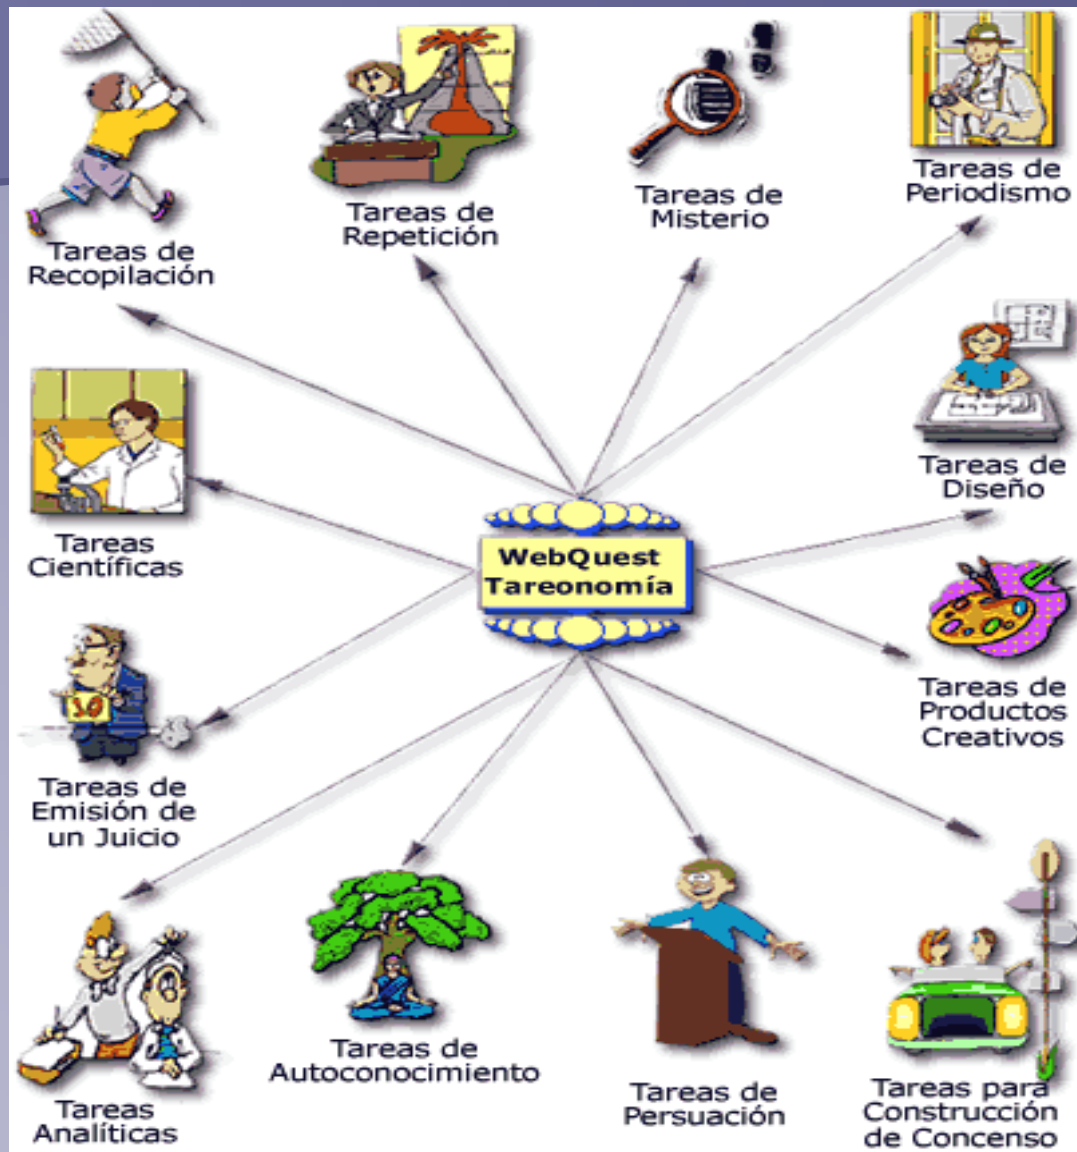 Tareas de
Recopilación
Tareas de
Repetición
Tareas de
Misterio
Tareas de
Periodismo
Tareas
Científicas
WebQuest
Tareonomía
Tareas de
Diseño
Tareas de
Productos
Creativos
10
Tareas de
Emisión de
un Juicio
Tareas
Analíticas
Tareas de
Autoconocimiento
Tareas de
Persuación
Tareas para
Construcción
de Concenso